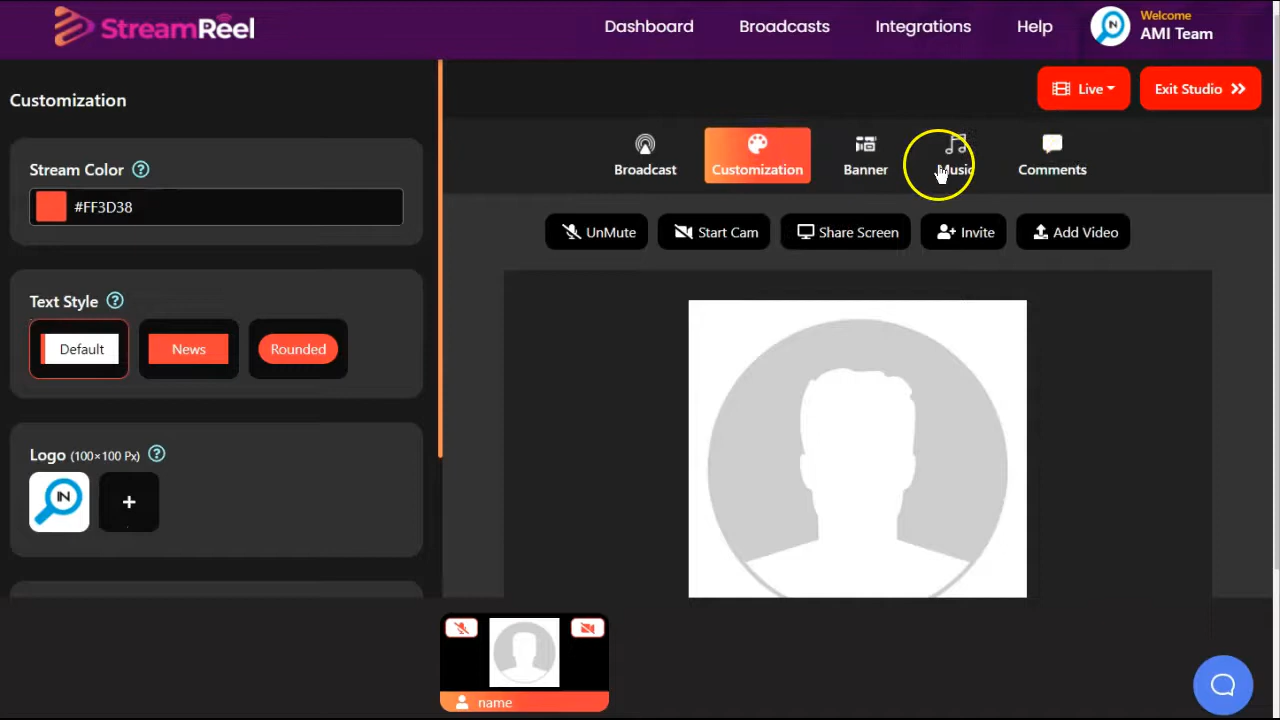 StreamReel
Dashboard
Broadcasts
Integrations
Help
Welcome
AMI Team
Customization
Live
Exit Studio
Broadcast
Customization
Banner
Music
Comments
Stream Color ?
#FF3D38
UnMute
Start Cam
Share Screen
Invite
Add Video
Text Style ?
Default
News
Rounded
Logo (100×100 Px) ?
IN
+
name